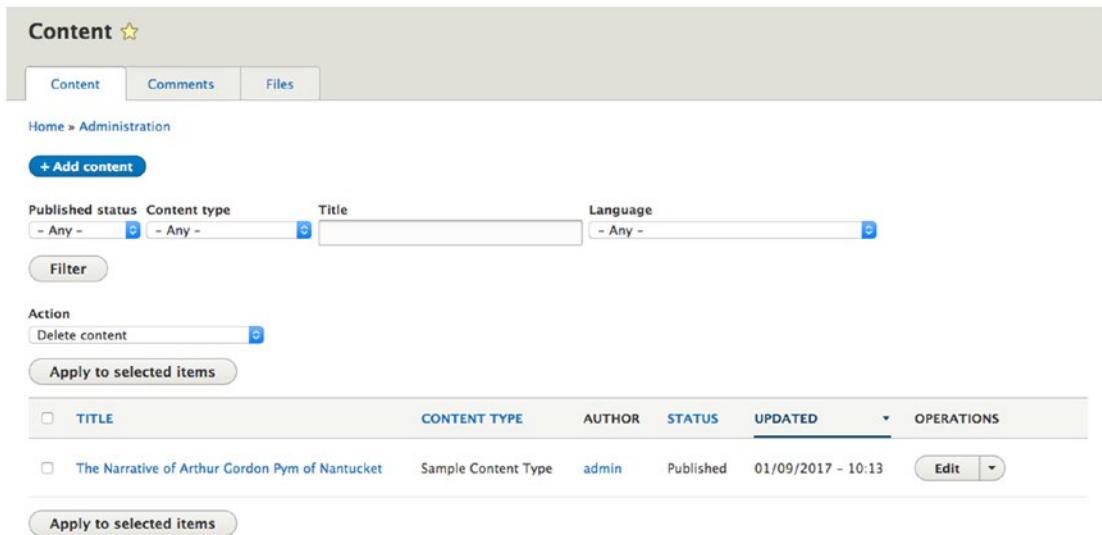 Content
Content Comments Files
Home » Administration
+ Add content
Published status Content type Title Language
- Any - - Any - - Any -
Filter
Action
Delete content
Apply to selected items
TITLE CONTENT TYPE AUTHOR STATUS UPDATED OPERATIONS
The Narrative of Arthur Gordon Pym of Nantucket Sample Content Type admin Published 01/09/2017 - 10:13 Edit
Apply to selected items